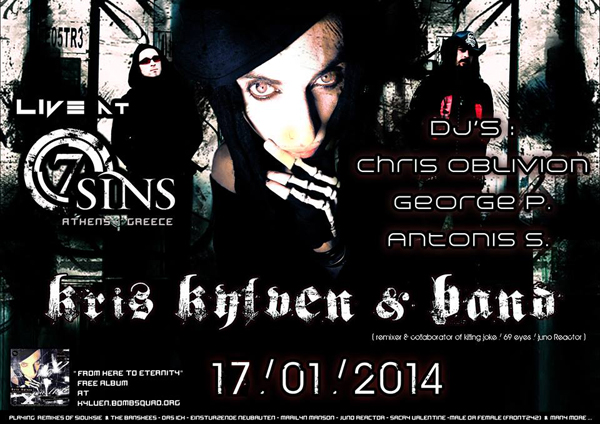 05TR3
LIVE AT
7 SINS
ATHENS | GREECE
DJ'S :
CHRIS OBLIVION
GEORGE P.
ANTONIS S.
kris kylven & band
( remixer & collaborator of killing joke / 69 eyes / juno Reactor )
"FROM HERE TO ETERNITY"
FREE ALBUM
AT
KYLVEN.BOMBSQUAD.ORG
17/01/2014
PLAYING REMIXES OF SIOUXSIE & THE BANSHEES - DAS ICH - EINSTURZENDE NEUBAUTEN - MARILYN MANSON - JUNO REACTOR - SACRY VALENTINE -MALE OR FEMALE (FRONT242) & MANY MORE ...